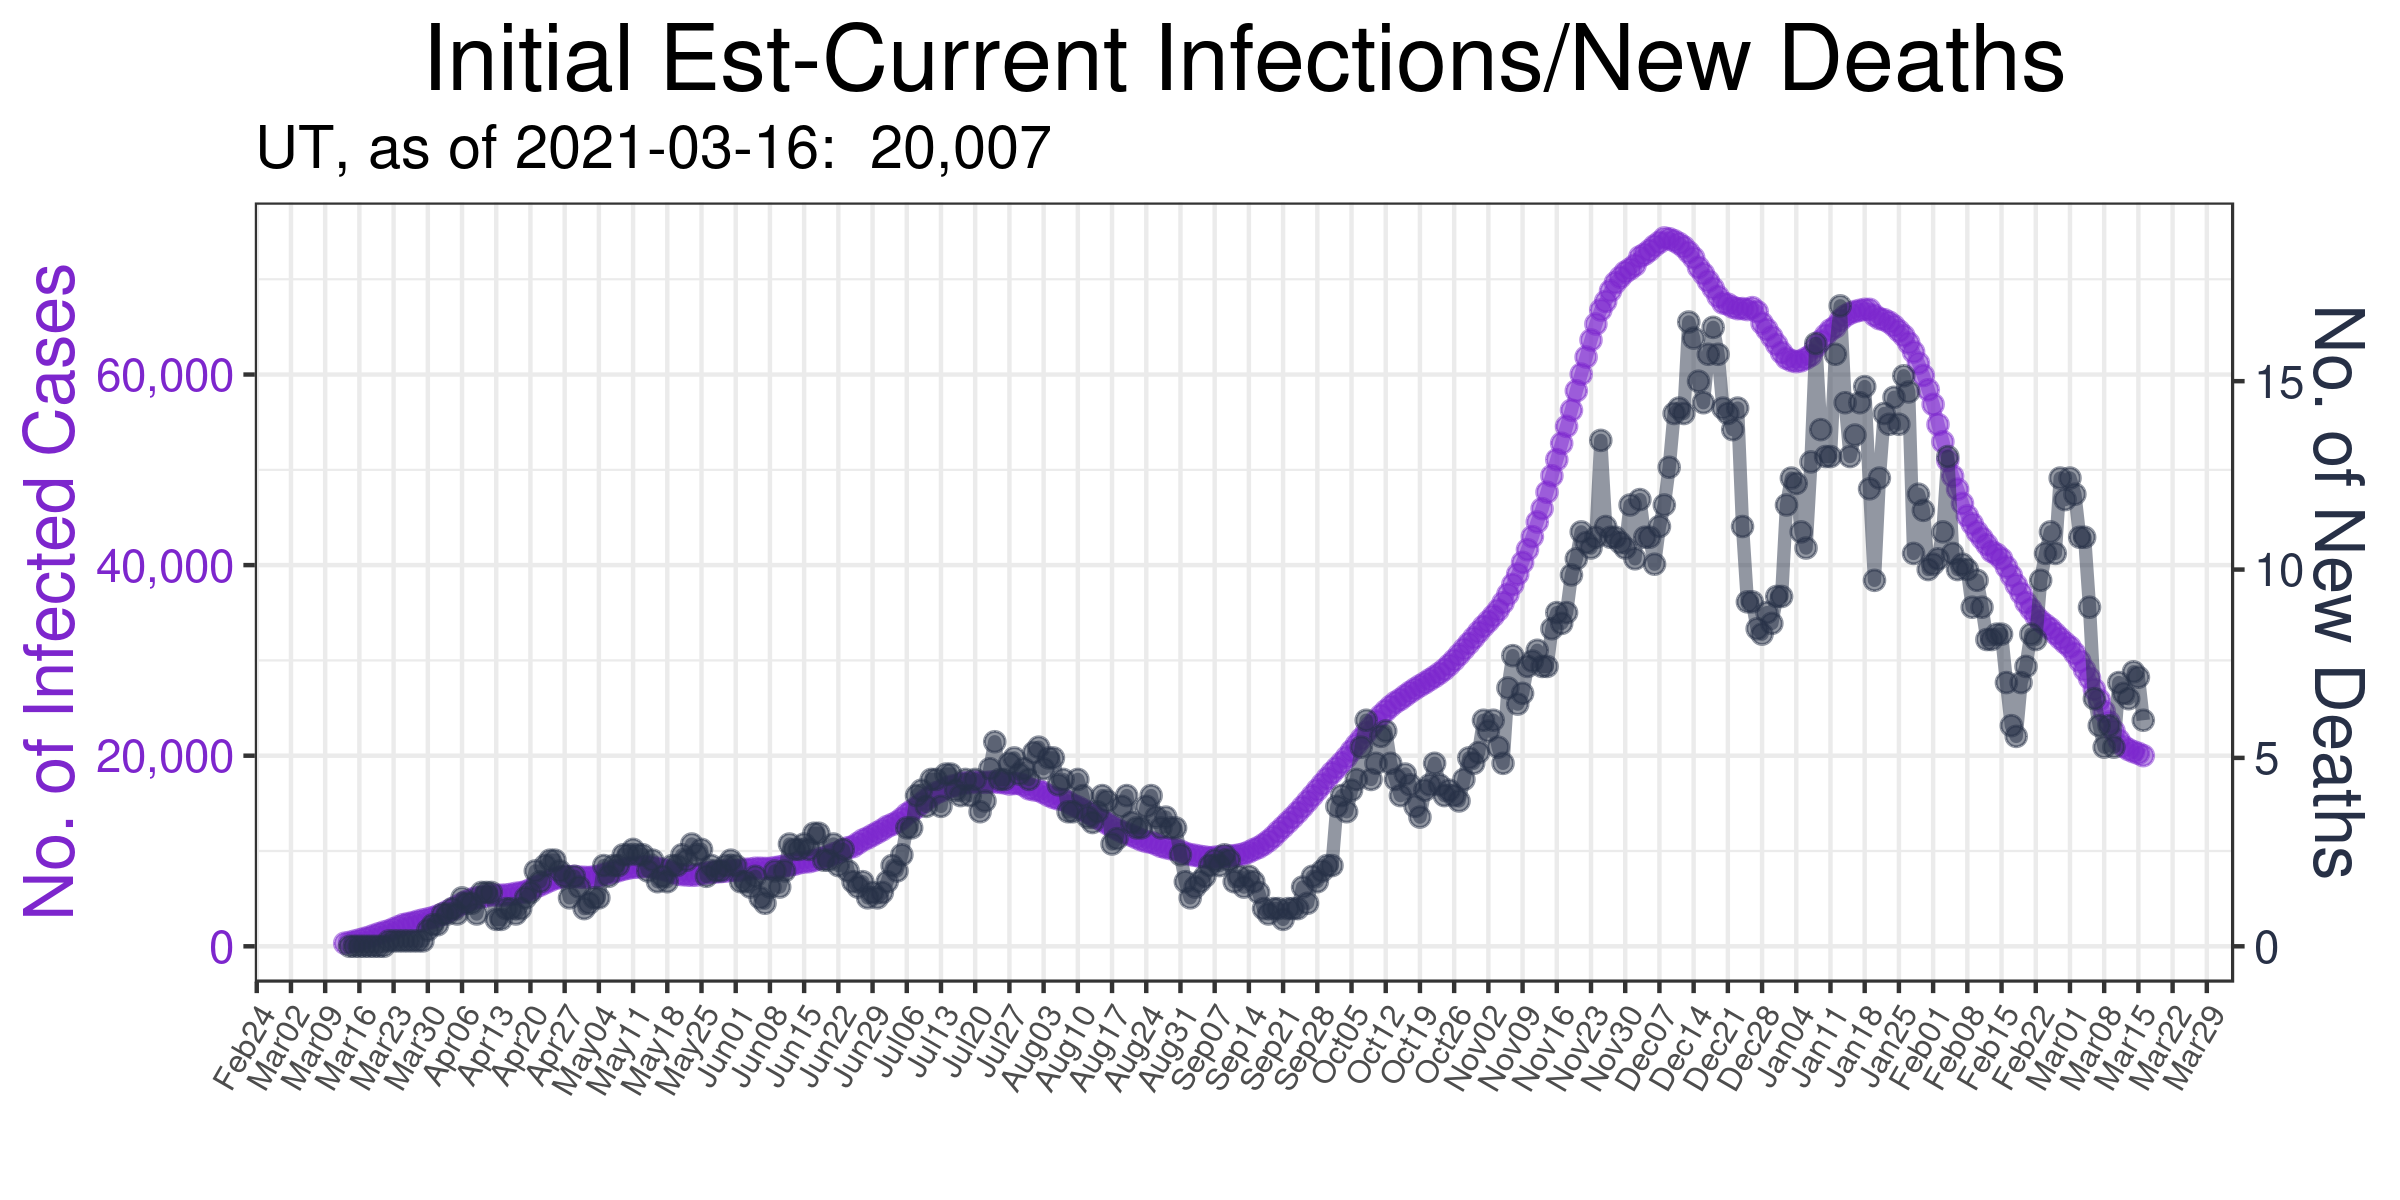 Initial Est-Current Infections/New Deaths
UT, as of 2021-03-16:  20,007
No. of Infected Cases
60,000
40,000
20,000
0
No. of New Deaths
15
10
5
0
Feb24
Mar02
Mar09
Mar16
Mar23
Mar30
Apr06
Apr13
Apr20
Apr27
May04
May11
May18
May25
Jun01
Jun08
Jun15
Jun22
Jun29
Jul06
Jul13
Jul20
Jul27
Aug03
Aug10
Aug17
Aug24
Aug31
Sep07
Sep14
Sep21
Sep28
Oct05
Oct12
Oct19
Oct26
Nov02
Nov09
Nov16
Nov23
Nov30
Dec07
Dec14
Dec21
Dec28
Jan04
Jan11
Jan18
Jan25
Feb01
Feb08
Feb15
Feb22
Mar01
Mar08
Mar15
Mar22
Mar29